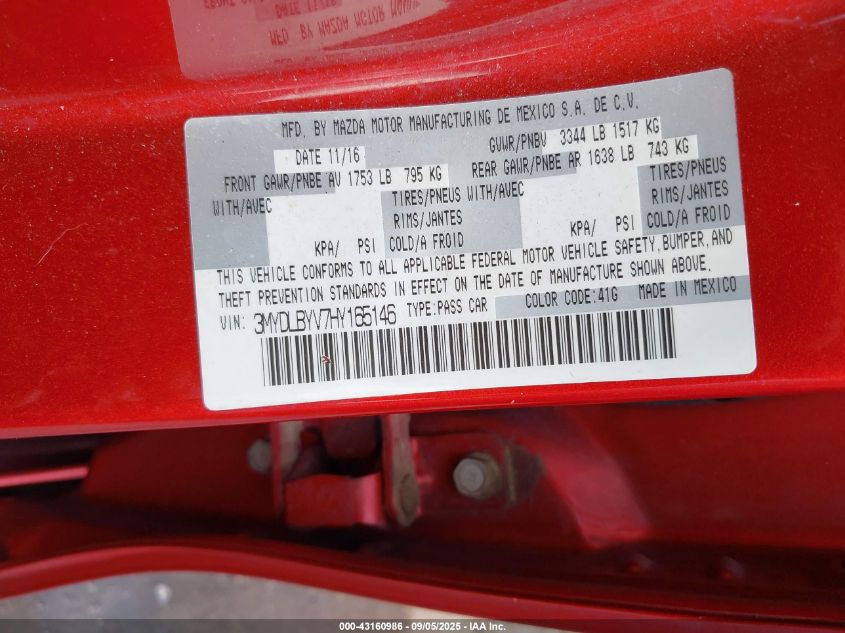 MFD. BY MAZDA MOTOR MANUFACTURING DE MEXICO S.A. DE C.V.
DATE 11/16 GVWR/PNBV 3344 LB 1517 KG
FRONT GAWR/PNBE AV 1753 LB 795 KG REAR GAWR/PNBE AR 1638 LB 743 KG
WITH/AVEC TIRES/PNEUS WITH/AVEC TIRES/PNEUS
RIMS/JANTES RIMS/JANTES
KPA/ PSI COLD/A FROID KPA/ PSI COLD/A FROID
THIS VEHICLE CONFORMS TO ALL APPLICABLE FEDERAL MOTOR VEHICLE SAFETY,BUMPER,AND
THEFT PREVENTION STANDARDS IN EFFECT ON THE DATE OF MANUFACTURE SHOWN ABOVE.
VIN: 3MYDLBYV7HY165146 TYPE:PASS CAR COLOR CODE:41G MADE IN MEXICO
000-43160986 - 09/05/2025 - IAA Inc.